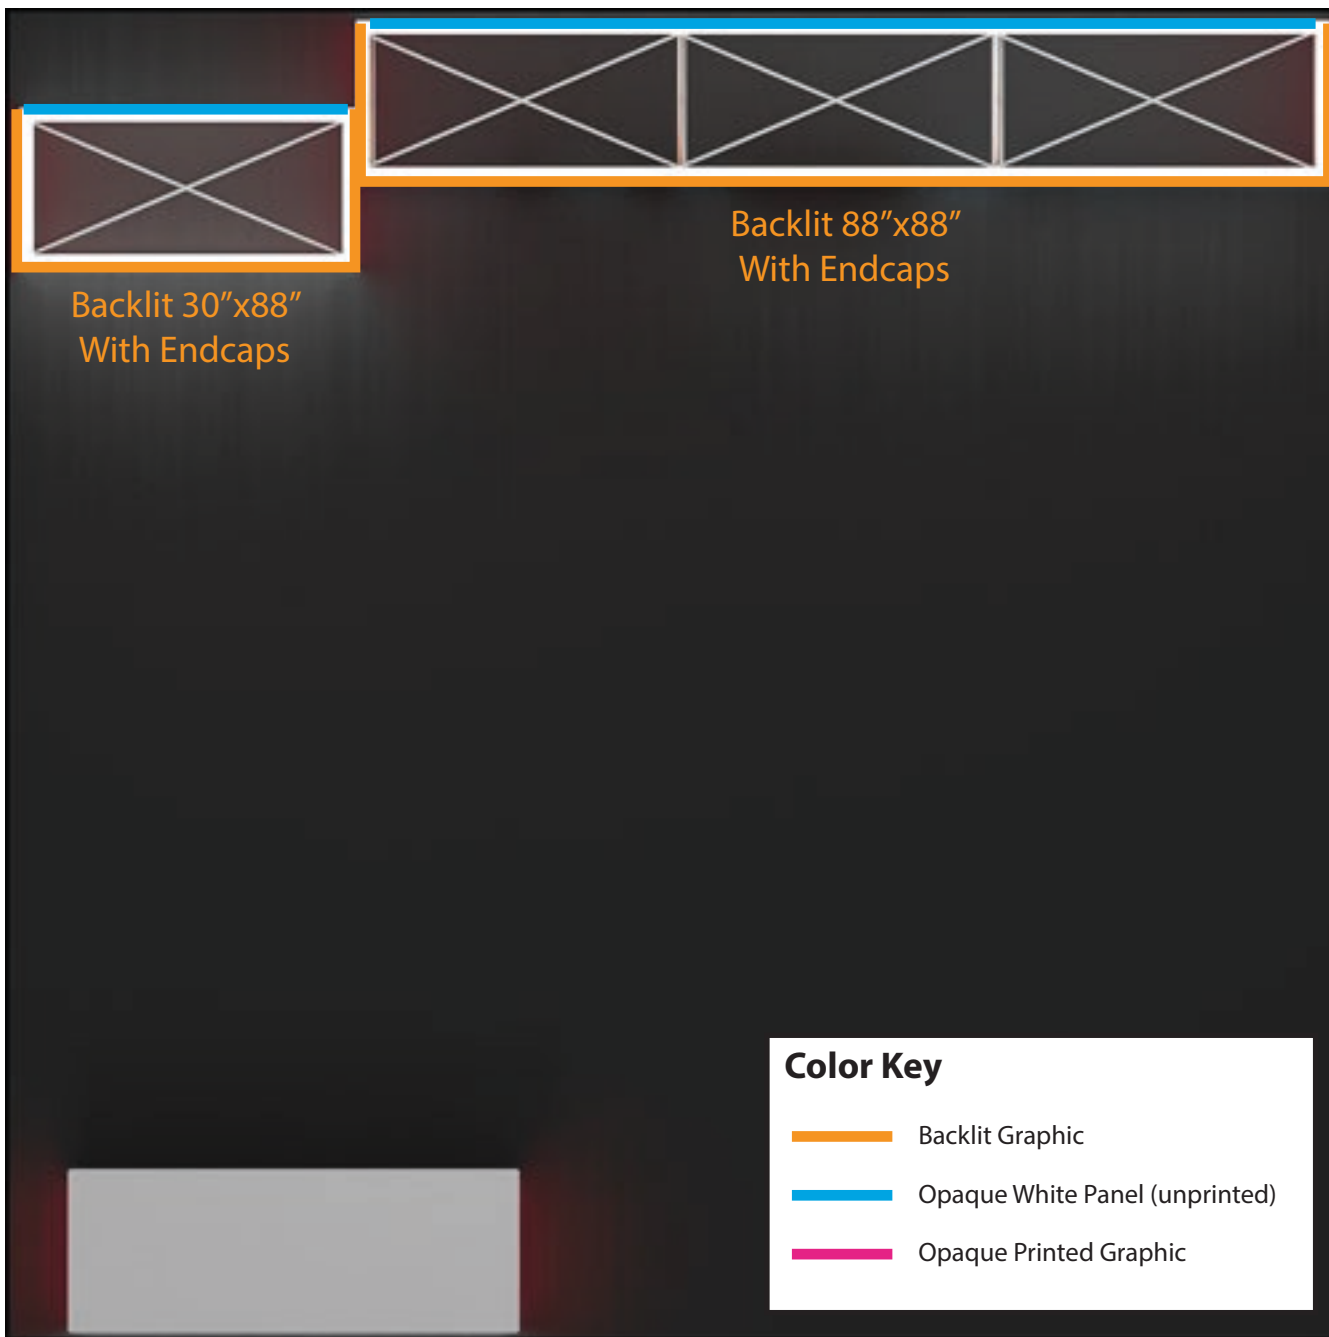 Backlit 88”x88”
With Endcaps
Backlit 30”x88”
With Endcaps
Color Key
Backlit Graphic
Opaque White Panel (unprinted)
Opaque Printed Graphic